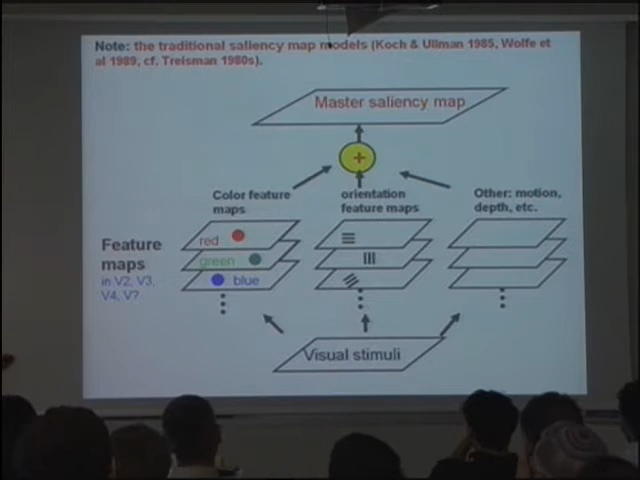 Note: the traditional saliency map models (Koch & Ullman 1985, Wolfe et
al 1989, cf. Treisman 1980s).
Master saliency map
+
Color feature
maps
orientation
feature maps
Other: motion,
depth, etc.
Feature
maps
in V2, V3,
V4, V?
red
green
blue
Visual stimuli